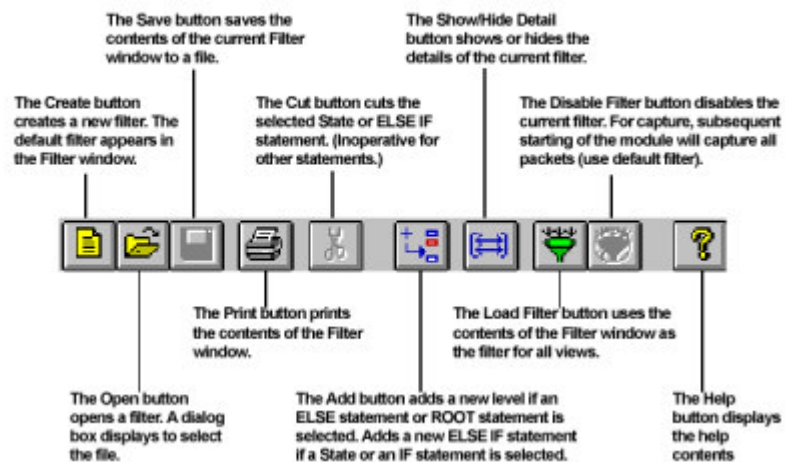 The Save button saves the
contents of the current Filter
window to a file.
The Show/Hide Detail
button shows or hides the
details of the current filter.
The Create button
creates a new filter. The
default filter appears in
the Filter window.
The Cut button cuts the
selected State or ELSE IF
statement. (Inoperative for
other statements.)
The Disable Filter button disables the
current filter. For capture, subsequent
starting of the module will capture all
packets (use default filter).
The Print button prints
the contents of the Filter
window.
The Load Filter button uses the
contents of the Filter window as
the filter for all views.
The Open button
opens a filter. A dialog
box displays to select
the file.
The Add button adds a new level if an
ELSE statement or ROOT statement is
selected. Adds a new ELSE IF statement
if a State or an IF statement is selected.
The Help
button displays
the help
contents